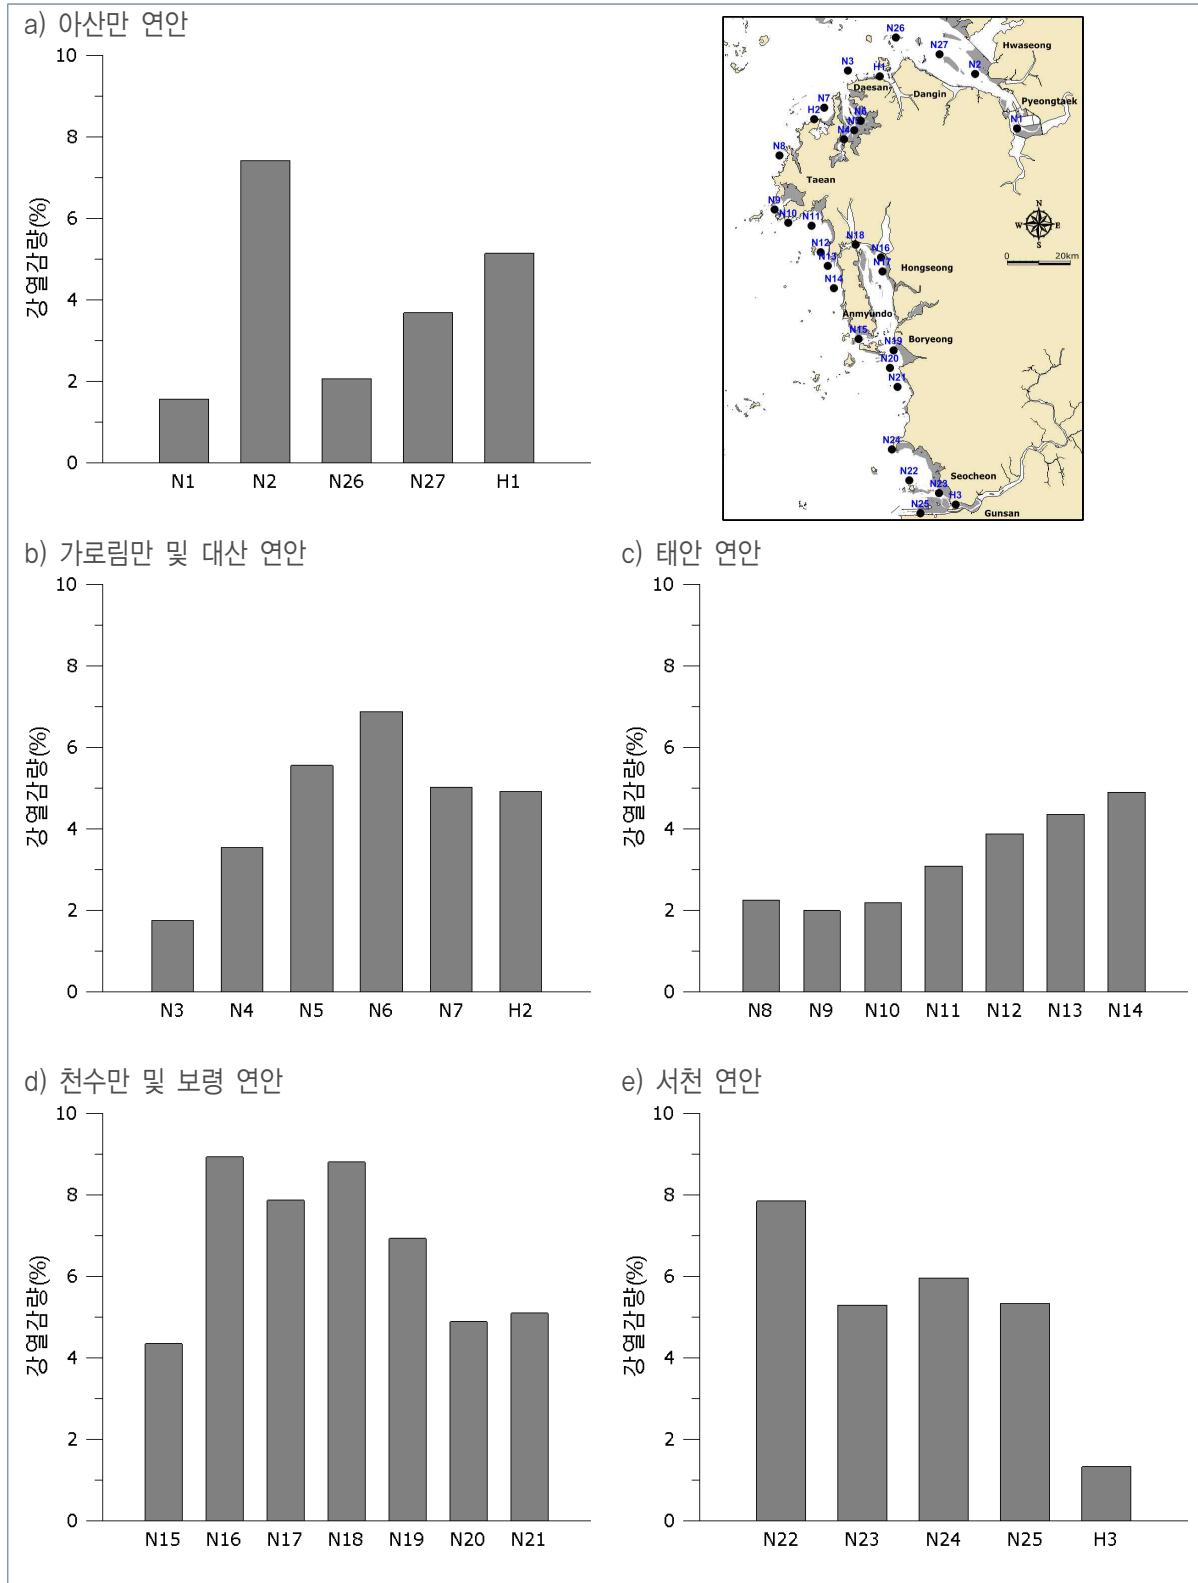 a) 아산만 연안
10
8
6
4
2
0
강열감량(%)
N1 N2 N26 N27 H1
N26
N27
Hwaseong
N2
N3
H1
Daesan
Dangin
Pyeongtaek
N7
H2
N6
N5
N4
N1
N8
Taean
N9
N10
N11
N
W E
S
N18
N12
N13
N16
N17
0 20km
Hongseong
N14
Anmyundo
N15
N19
Boryeong
N20
N21
N24
N22
Seocheon
N23
H3
N25
Gunsan
b) 가로림만 및 대산 연안
10
8
6
4
2
0
강열감량(%)
N3 N4 N5 N6 N7 H2
c) 태안 연안
10
8
6
4
2
0
강열감량(%)
N8 N9 N10 N11 N12 N13 N14
d) 천수만 및 보령 연안
10
8
6
4
2
0
강열감량(%)
N15 N16 N17 N18 N19 N20 N21
e) 서천 연안
10
8
6
4
2
0
강열감량(%)
N22 N23 N24 N25 H3